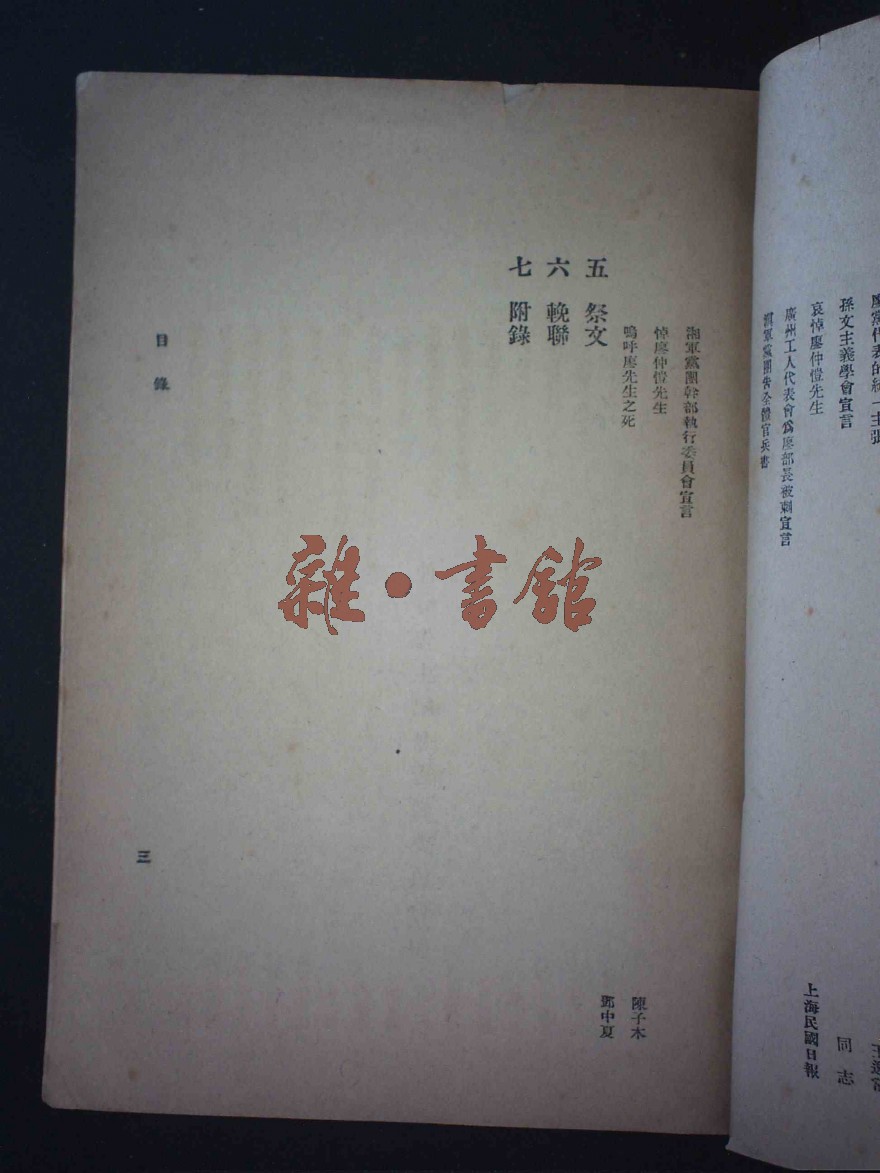 孫文主義學會宣言 同志
哀悼廖仲愷先生 上海民國日報
廣州工人代表會爲廖部長被刺宣言
湘軍黨團幹部執行委員會宣言
悼廖仲愷先生 陳子木
嗚呼廖先生之死 鄧中夏
五 祭文
六 輓聯
七 附錄
目錄
三
雜·書館